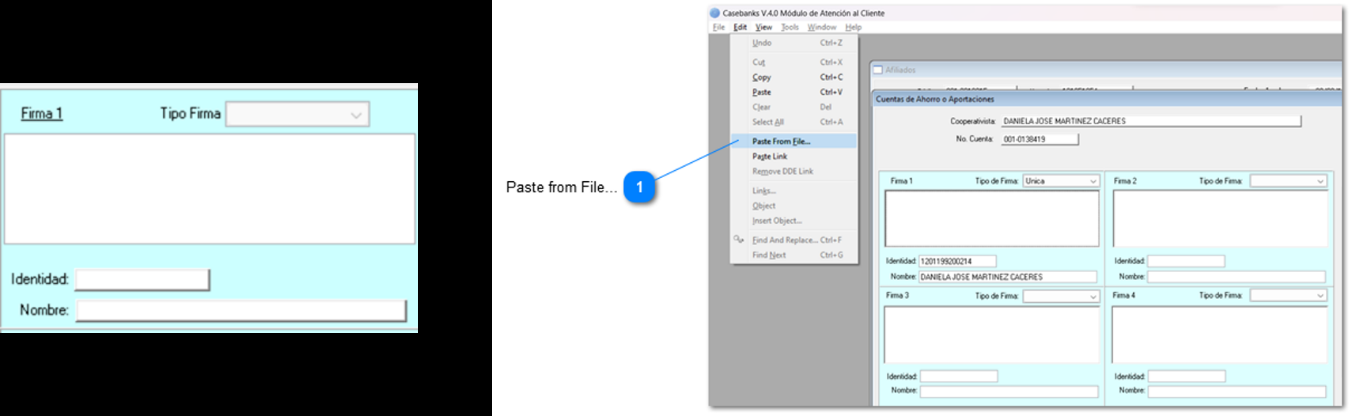 Firma 1 Tipo Firma
Identidad:
Nombre:
Paste from File... 1
Casebanks V.4.0 Módulo de Atención al Cliente
File Edit View Tools Window Help
Undo Ctrl+Z
Cut Ctrl+X
Copy Ctrl+C
Paste Ctrl+V
Clear Del
Select All Ctrl+A
Paste From File...
Paste Link
Remove DDE Link
Links...
Object
Insert Object...
Find And Replace... Ctrl+F
Find Next Ctrl+G
Afiliados
Cuentas de Ahorro o Aportaciones
Cooperativista: DANIELA JOSE MARTINEZ CACERES
No. Cuenta: 001-0138419
Firma 1 Tipo de Firma: Unica
Identidad: 1201199200214
Nombre: DANIELA JOSE MARTINEZ CACERES
Firma 2 Tipo de Firma:
Identidad:
Nombre:
Firma 3 Tipo de Firma:
Identidad:
Nombre:
Firma 4 Tipo de Firma:
Identidad:
Nombre: